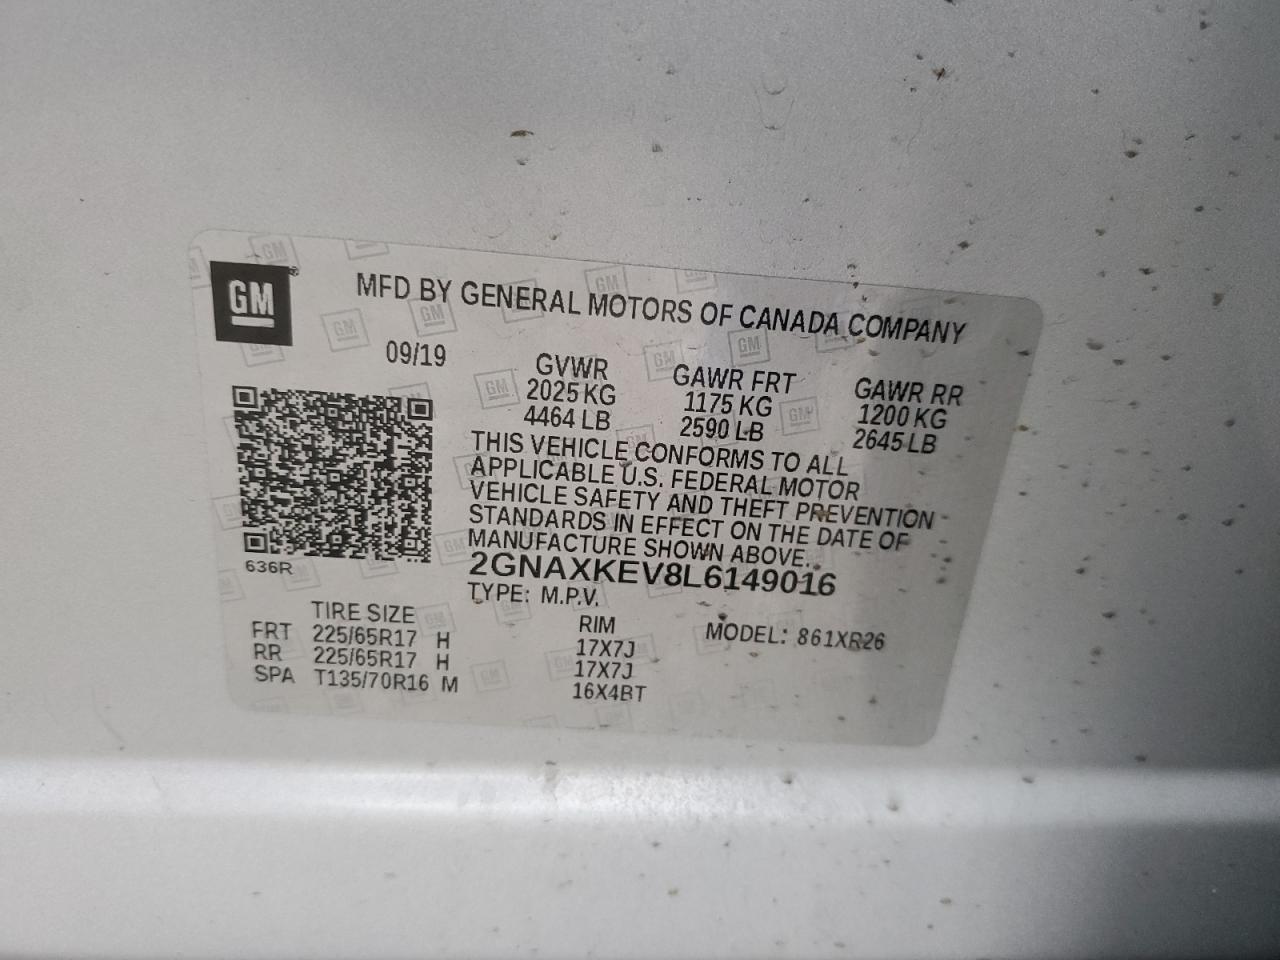 GM
MFD BY GENERAL MOTORS OF CANADA COMPANY
09/19
GVWR GAWR FRT GAWR RR
2025 KG 1175 KG 1200 KG
4464 LB 2590 LB 2645 LB
THIS VEHICLE CONFORMS TO ALL
APPLICABLE U.S. FEDERAL MOTOR
VEHICLE SAFETY AND THEFT PREVENTION
STANDARDS IN EFFECT ON THE DATE OF
MANUFACTURE SHOWN ABOVE.
2GNAXKEV8L6149016
636R
TYPE: M.P.V.
MODEL: 861XR26
TIRE SIZE RIM
FRT 225/65R17 H 17X7J
RR 225/65R17 H 17X7J
SPA T135/70R16 M 16X4BT